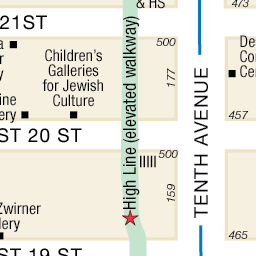 & HS
473
21ST
500
Children's
Galleries
for Jewish
Culture
177
457
High Line (elevated walkway)
TENTH AVENUE
ST 20 ST
500
159
Zwirner
465
ST 19 ST